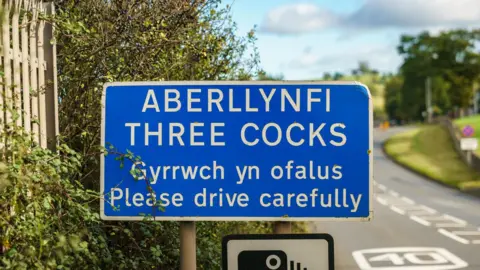 ABERLLYNFI
THREE COCKS
Gyrrwch yn ofalus
Please drive carefully
40